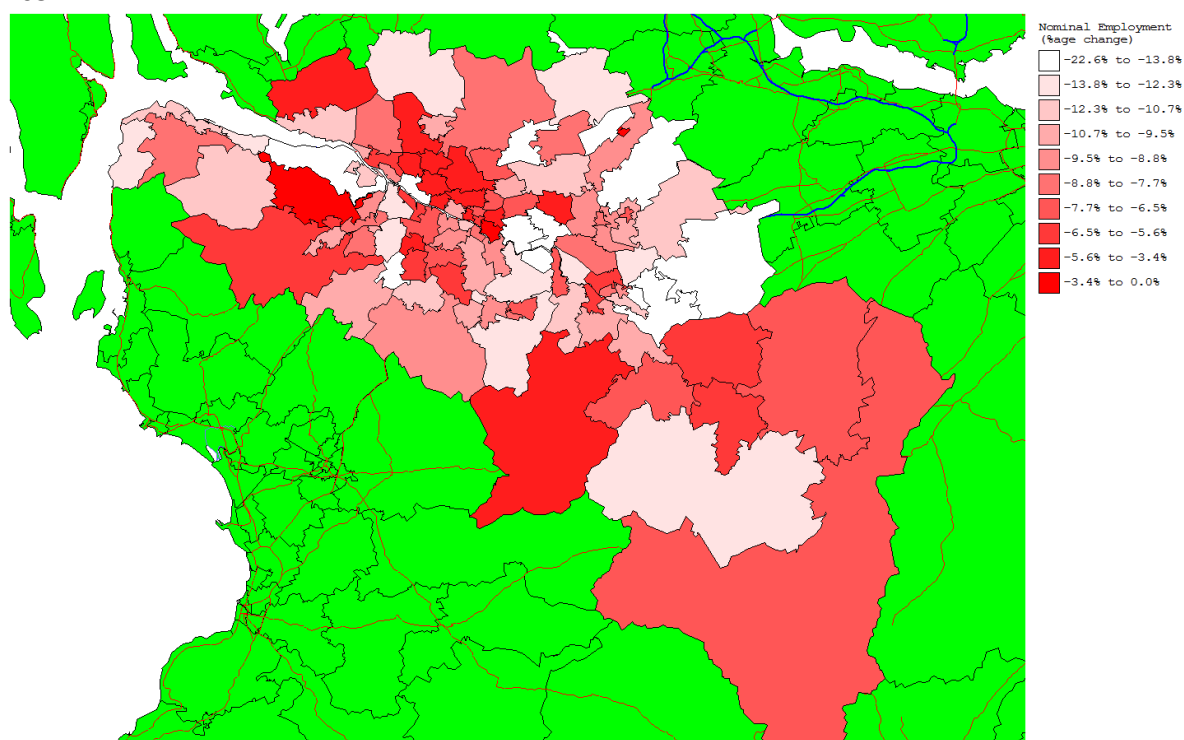 Nominal Employment
(%age change)
-22.6% to -13.8%
-13.8% to -12.3%
-12.3% to -10.7%
-10.7% to -9.5%
-9.5% to -8.8%
-8.8% to -7.7%
-7.7% to -6.5%
-6.5% to -5.6%
-5.6% to -3.4%
-3.4% to 0.0%